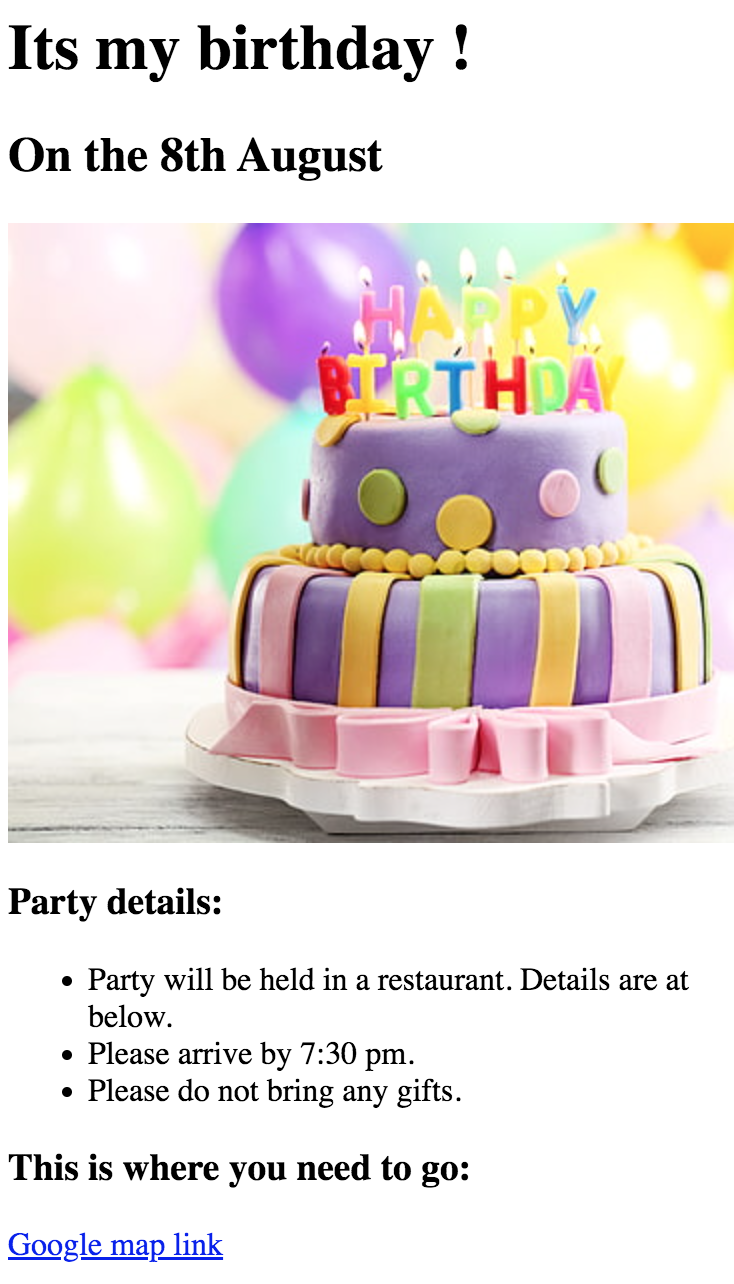 Its my birthday !
On the 8th August
HAPPY
BIRTHDAY
Party details:
• Party will be held in a restaurant. Details are at
below.
• Please arrive by 7:30 pm.
• Please do not bring any gifts.
This is where you need to go:
Google map link